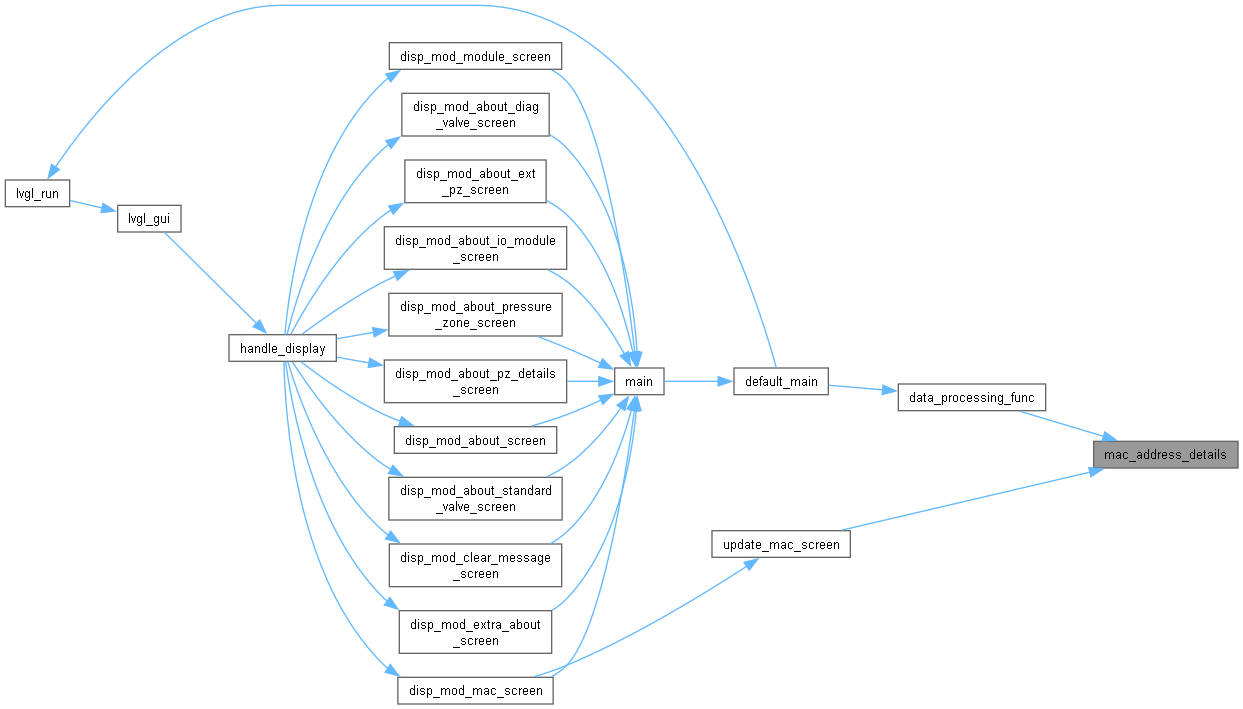 disp_mod_module_screen
disp_mod_about_diag
_valve_screen
disp_mod_about_ext
_pz_screen
lvgl_run
lvgl_gui
disp_mod_about_io_module
_screen
disp_mod_about_pressure
_zone_screen
handle_display
disp_mod_about_pz_details
_screen
main
default_main
data_processing_func
disp_mod_about_screen
mac_address_details
disp_mod_about_standard
_valve_screen
update_mac_screen
disp_mod_clear_message
_screen
disp_mod_extra_about
_screen
disp_mod_mac_screen